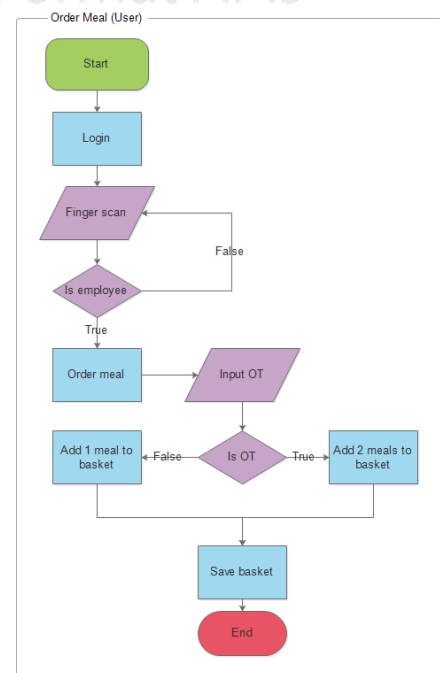 Order Meal (User)
Start
Login
Finger scan
False
Is employee
True
Order meal
Input OT
Add 1 meal to
basket
False
Is OT
True
Add 2 meals to
basket
Save basket
End